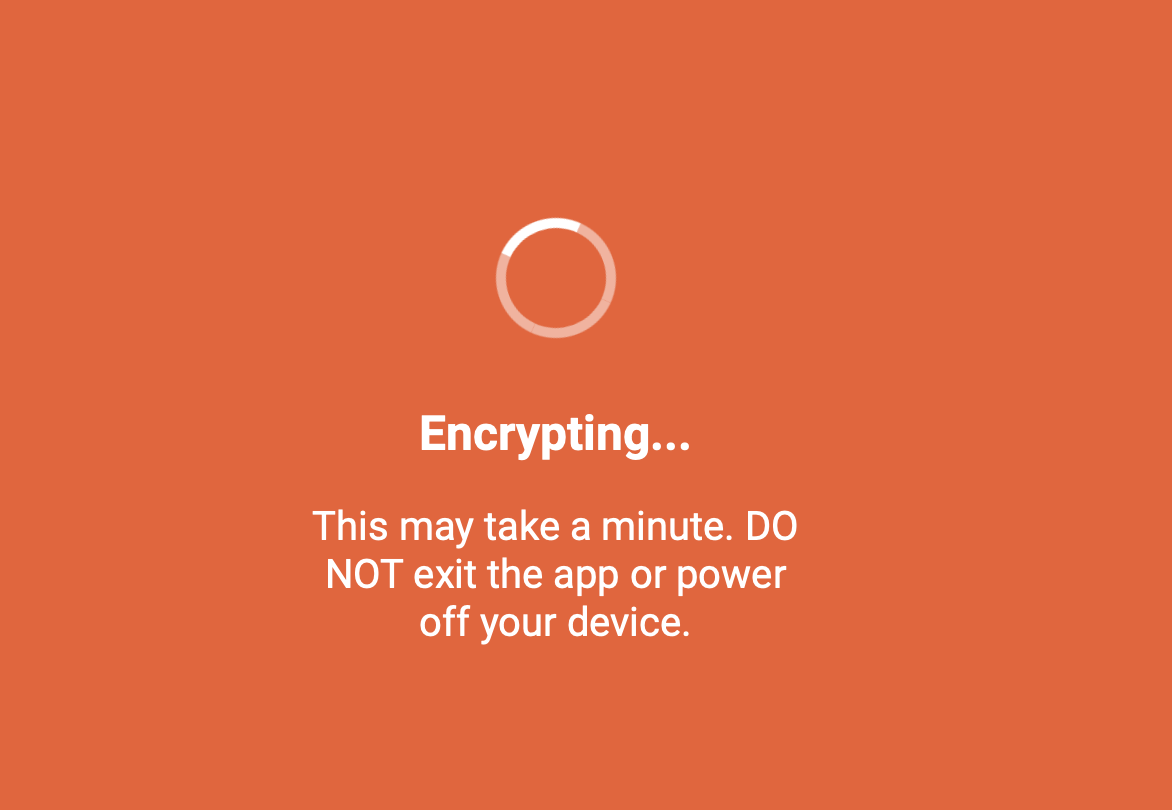 Encrypting...
This may take a minute. DO
NOT exit the app or power
off your device.